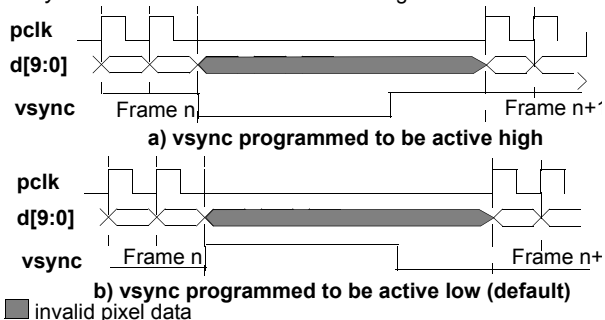 pclk
d[9:0]
vsync Frame n Frame n+1
a) vsync programmed to be active high
pclk
d[9:0]
vsync Frame n Frame n+
b) vsync programmed to be active low (default)
invalid pixel data